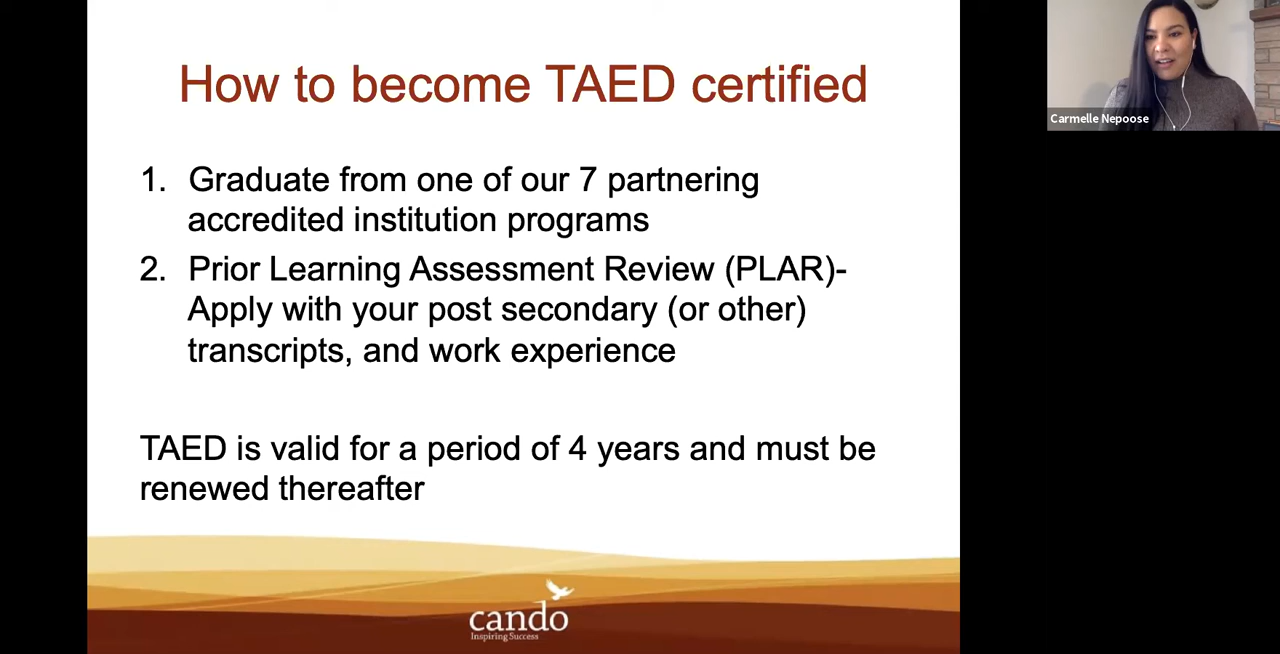 How to become TAED certified
1. Graduate from one of our 7 partnering
accredited institution programs
2. Prior Learning Assessment Review (PLAR)-
Apply with your post secondary (or other)
transcripts, and work experience
TAED is valid for a period of 4 years and must be
renewed thereafter
cando
Inspiring Success
Carmelle Nepoose